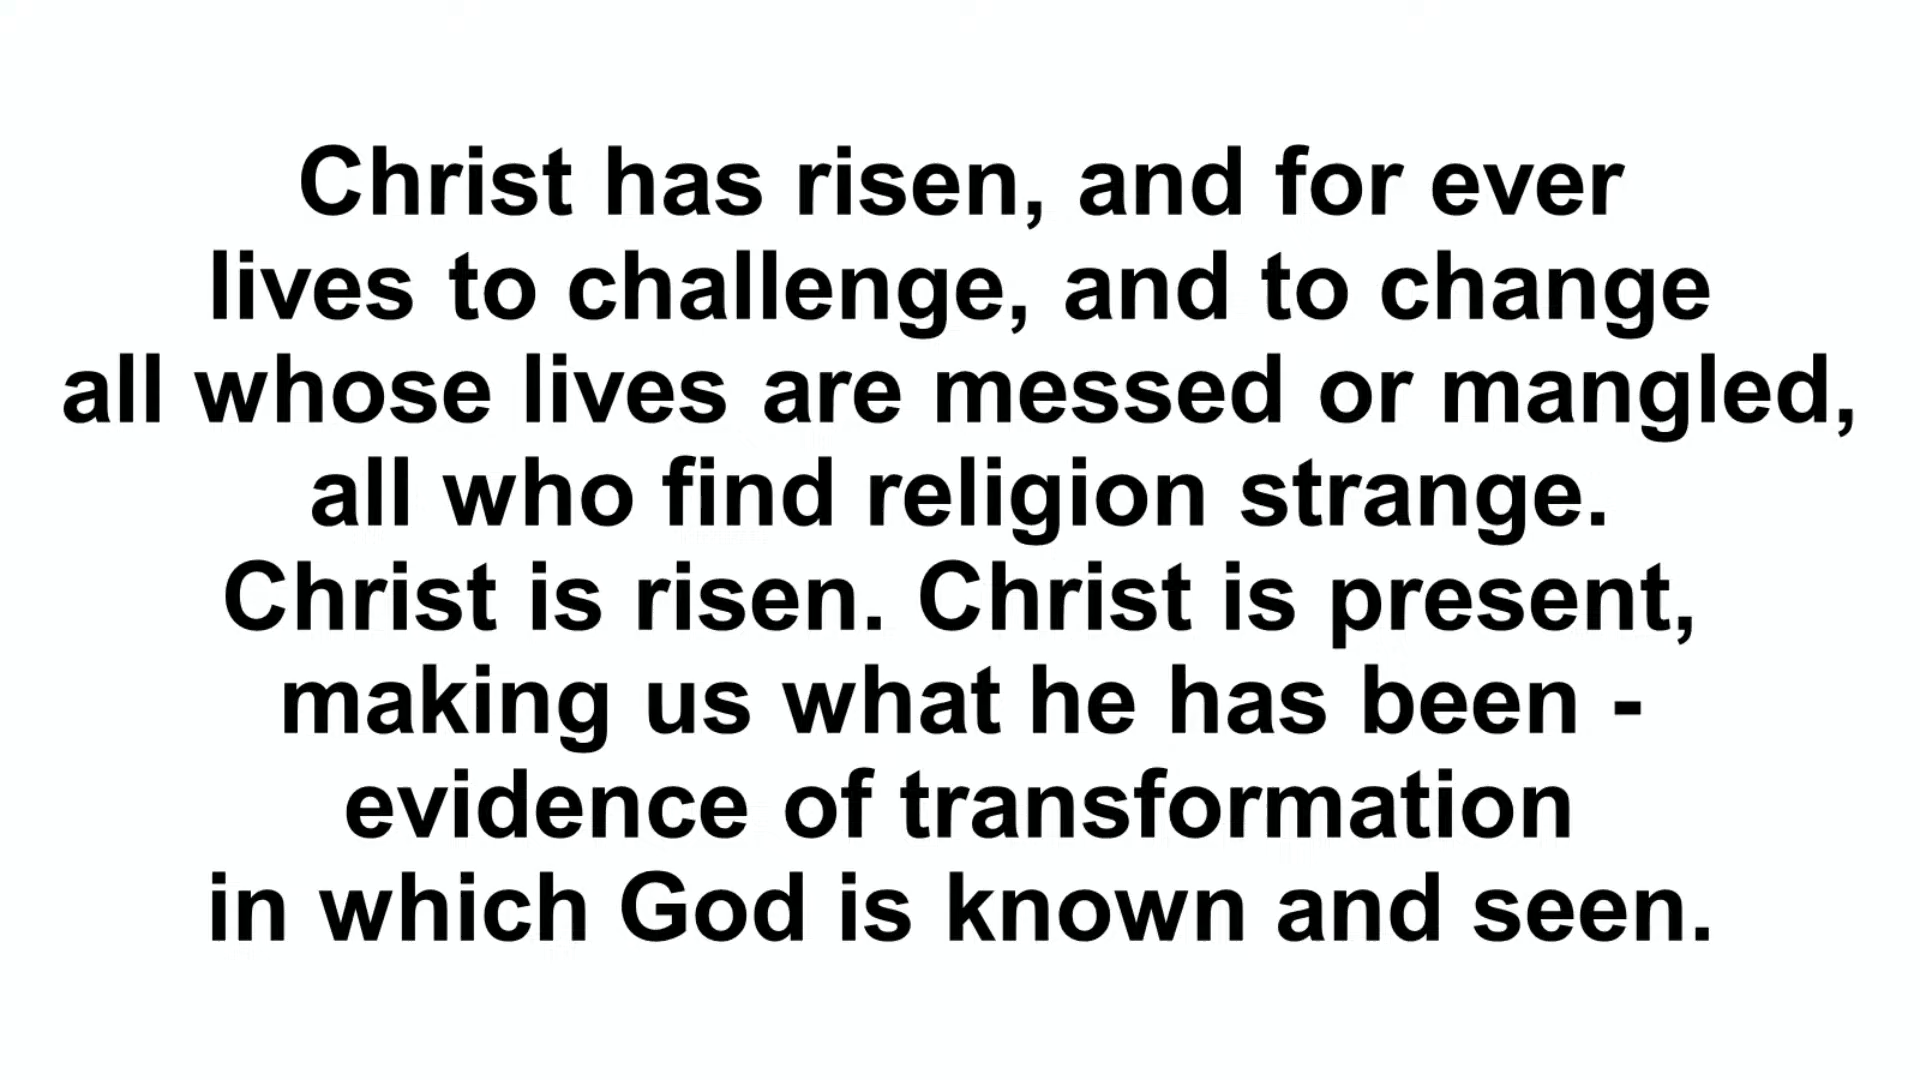 Christ has risen, and for ever
lives to challenge, and to change
all whose lives are messed or mangled,
all who find religion strange.
Christ is risen. Christ is present,
making us what he has been -
evidence of transformation
in which God is known and seen.